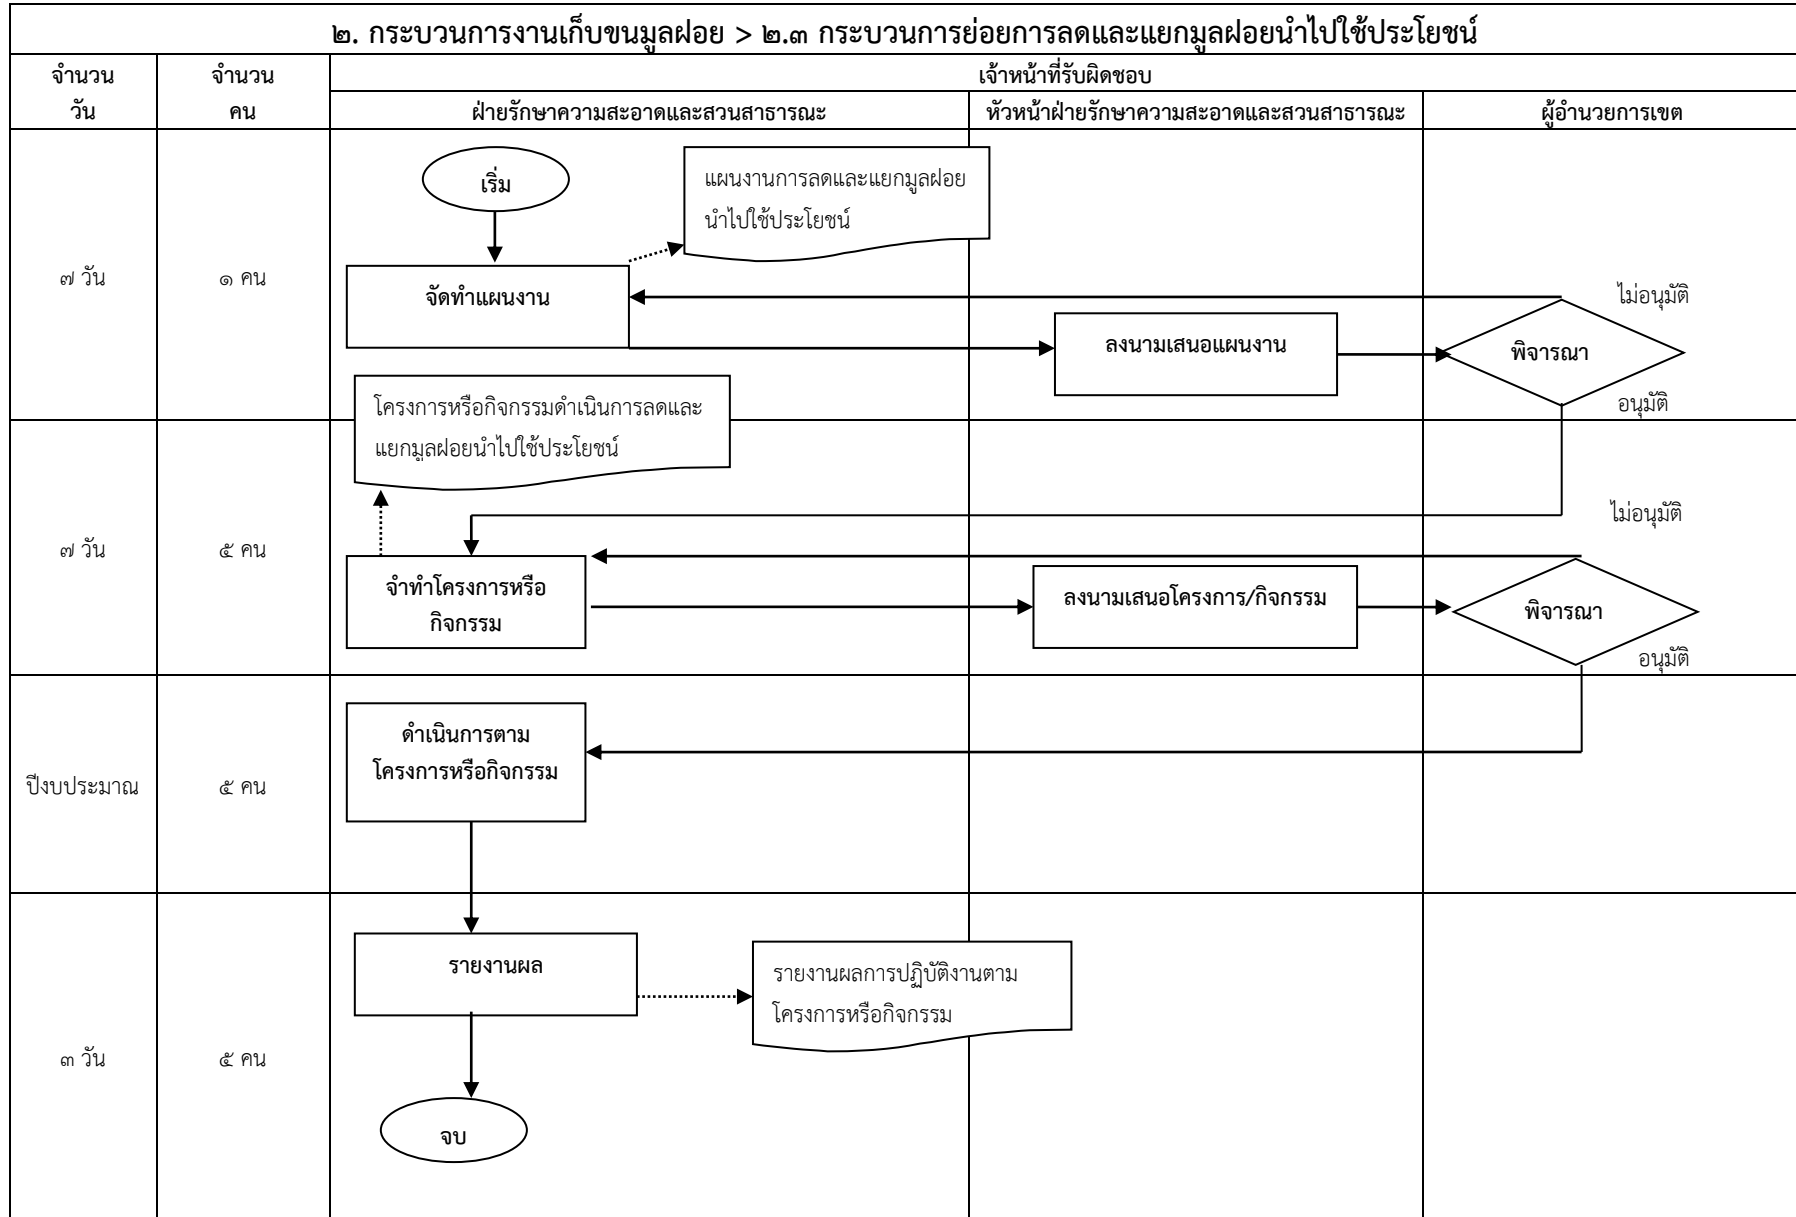 ๒. กระบวนการงานเก็บขนมูลฝอย > ๒.๓ กระบวนการย่อยการลดและแยกมูลฝอยนำไปใช้ประโยชน์
จำนวน
วัน
จำนวน
คน
เจ้าหน้าที่รับผิดชอบ
ฝ่ายรักษาความสะอาดและสวนสาธารณะ
หัวหน้าฝ่ายรักษาความสะอาดและสวนสาธารณะ
ผู้อำนวยการเขต
เริ่ม
แผนงานการลดและแยกมูลฝอย
นำไปใช้ประโยชน์
๗ วัน
๑ คน
จัดทำแผนงาน
ลงนามเสนอแผนงาน
ไม่อนุมัติ
พิจารณา
อนุมัติ
โครงการหรือกิจกรรมดำเนินการลดและ
แยกมูลฝอยนำไปใช้ประโยชน์
๗ วัน
๕ คน
จำทำโครงการหรือ
กิจกรรม
ลงนามเสนอโครงการ/กิจกรรม
ไม่อนุมัติ
พิจารณา
อนุมัติ
ปีงบประมาณ
๕ คน
ดำเนินการตาม
โครงการหรือกิจกรรม
๓ วัน
๕ คน
รายงานผล
รายงานผลการปฏิบัติงานตาม
โครงการหรือกิจกรรม
จบ